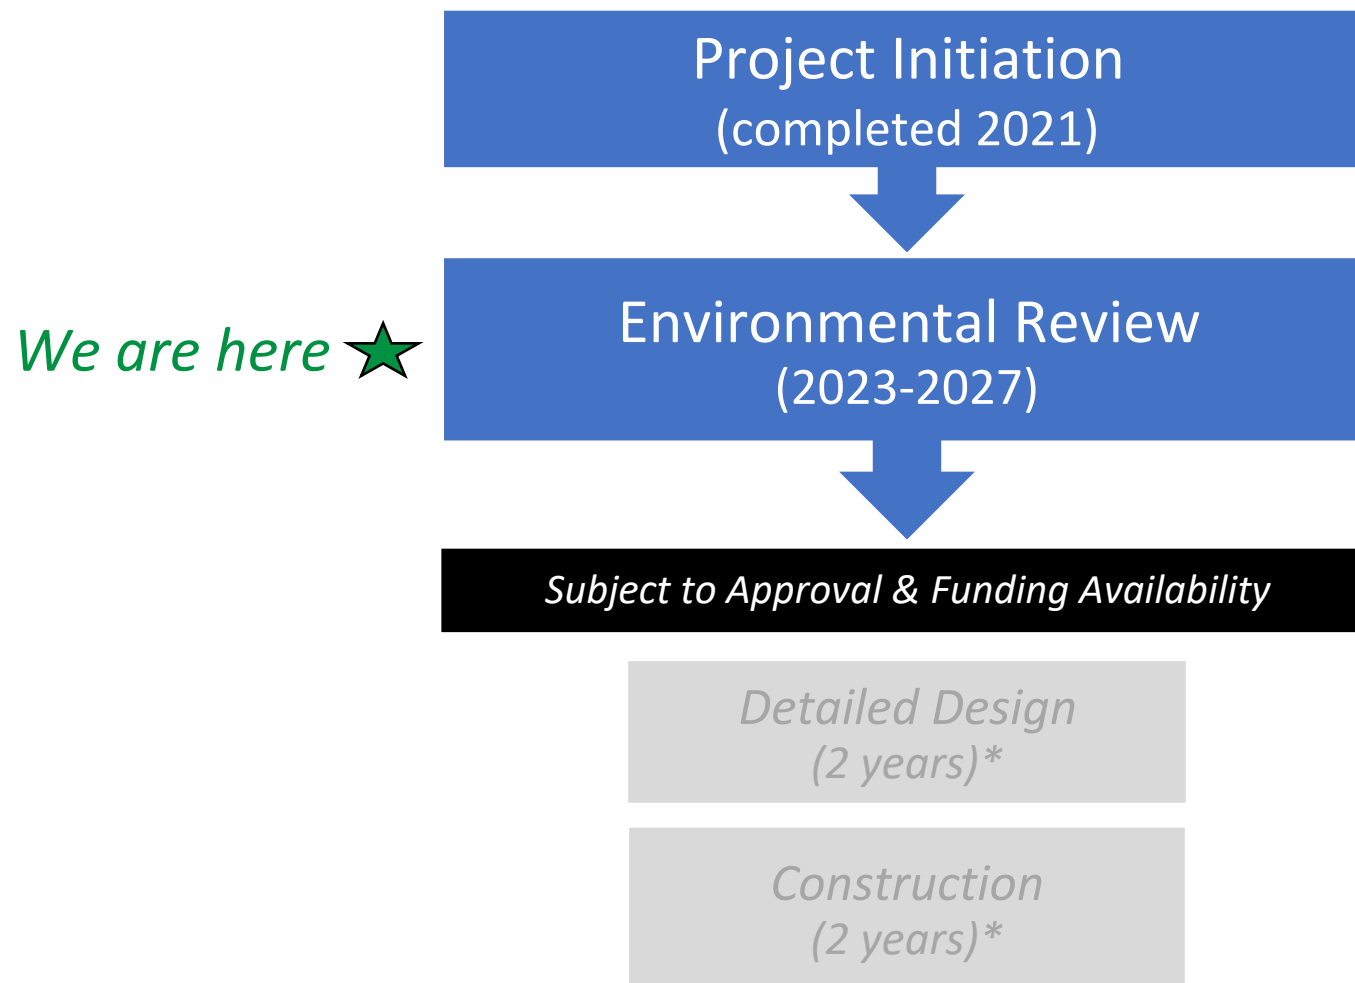 Project Initiation
(completed 2021)
We are here
Environmental Review
(2023-2027)
Subject to Approval & Funding Availability
Detailed Design
(2 years)*
Construction
(2 years)*